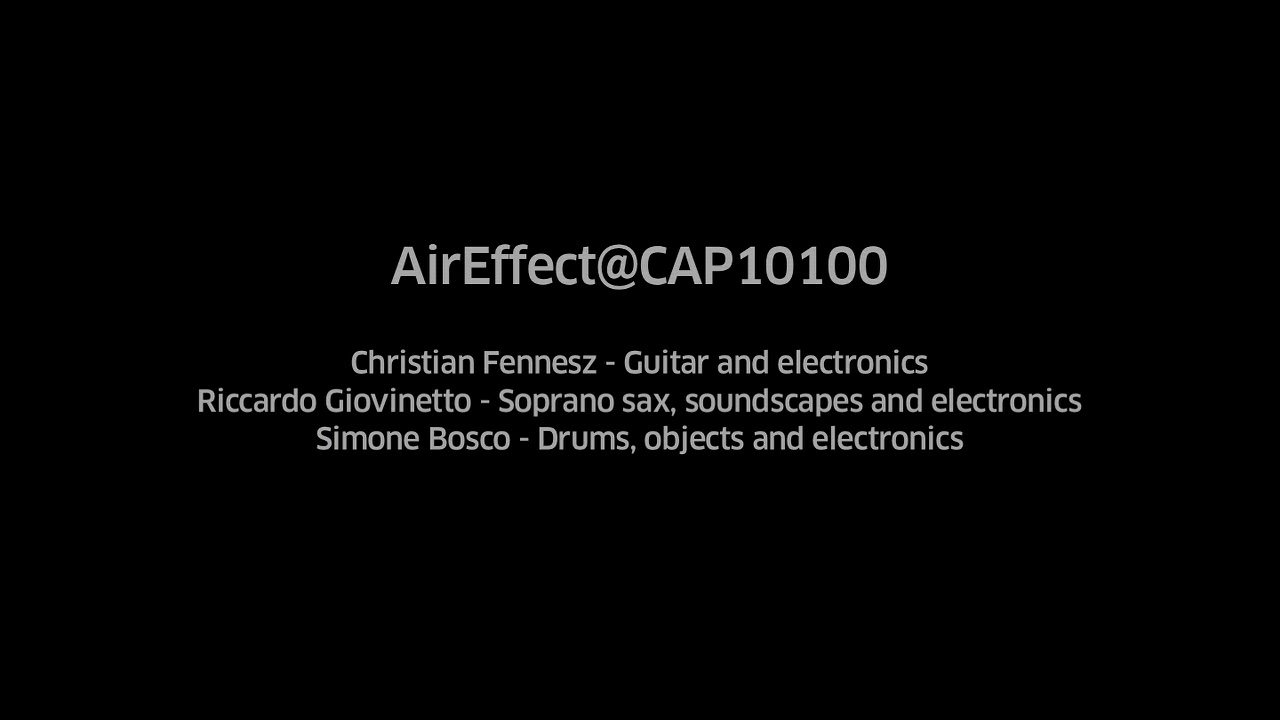 AirEffect@CAP10100
Christian Fennesz - Guitar and electronics
Riccardo Giovinetto - Soprano sax, soundscapes and electronics
Simone Bosco - Drums, objects and electronics